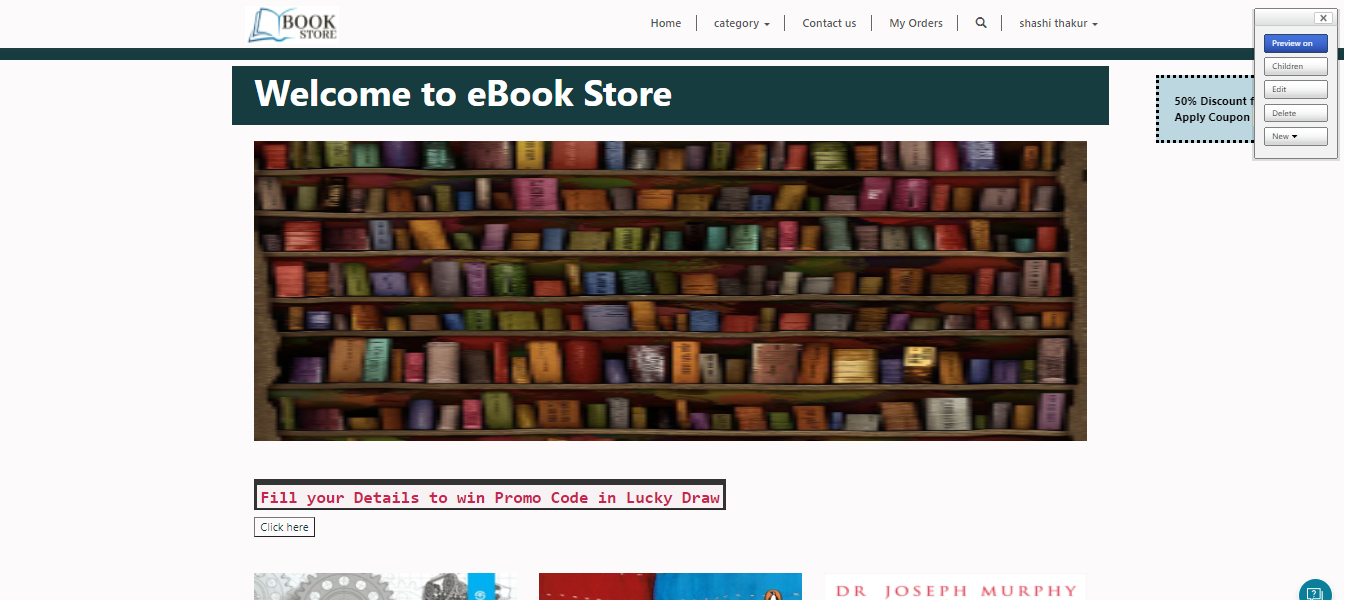 BOOK
STORE
Home
category
Contact us
My Orders
shashi thakur
Preview on
Children
Edit
Delete
New
Welcome to eBook Store
50% Discount f
Apply Coupon
Fill your Details to win Promo Code in Lucky Draw
Click here
DR JOSEPH MURPHY